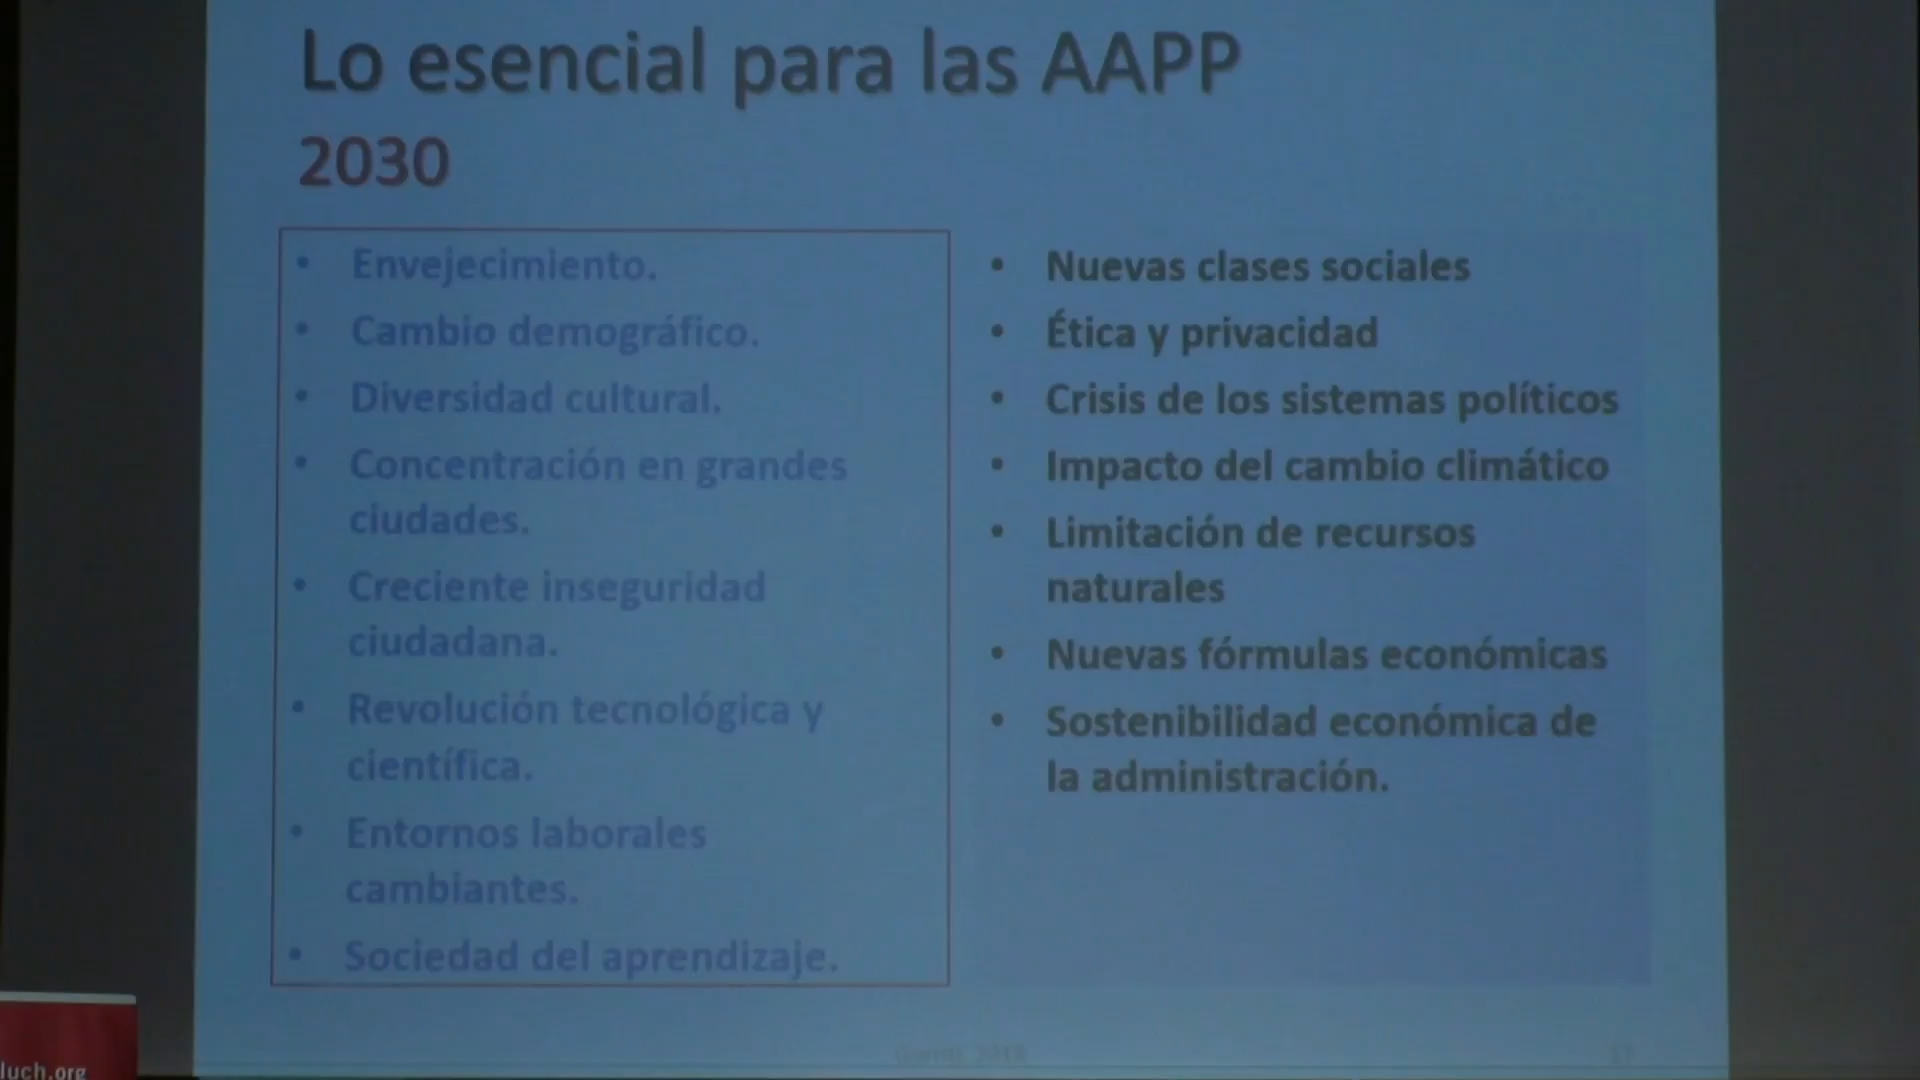 Lo esencial para las AAPP
2030
• Envejecimiento.
• Cambio demográfico.
• Diversidad cultural.
• Concentración en grandes
ciudades.
• Creciente inseguridad
ciudadana.
• Revolución tecnológica y
científica.
• Entornos laborales
cambiantes.
• Sociedad del aprendizaje.
• Nuevas clases sociales
• Ética y privacidad
• Crisis de los sistemas políticos
• Impacto del cambio climático
• Limitación de recursos
naturales
• Nuevas fórmulas económicas
• Sostenibilidad económica de
la administración.
luch.org